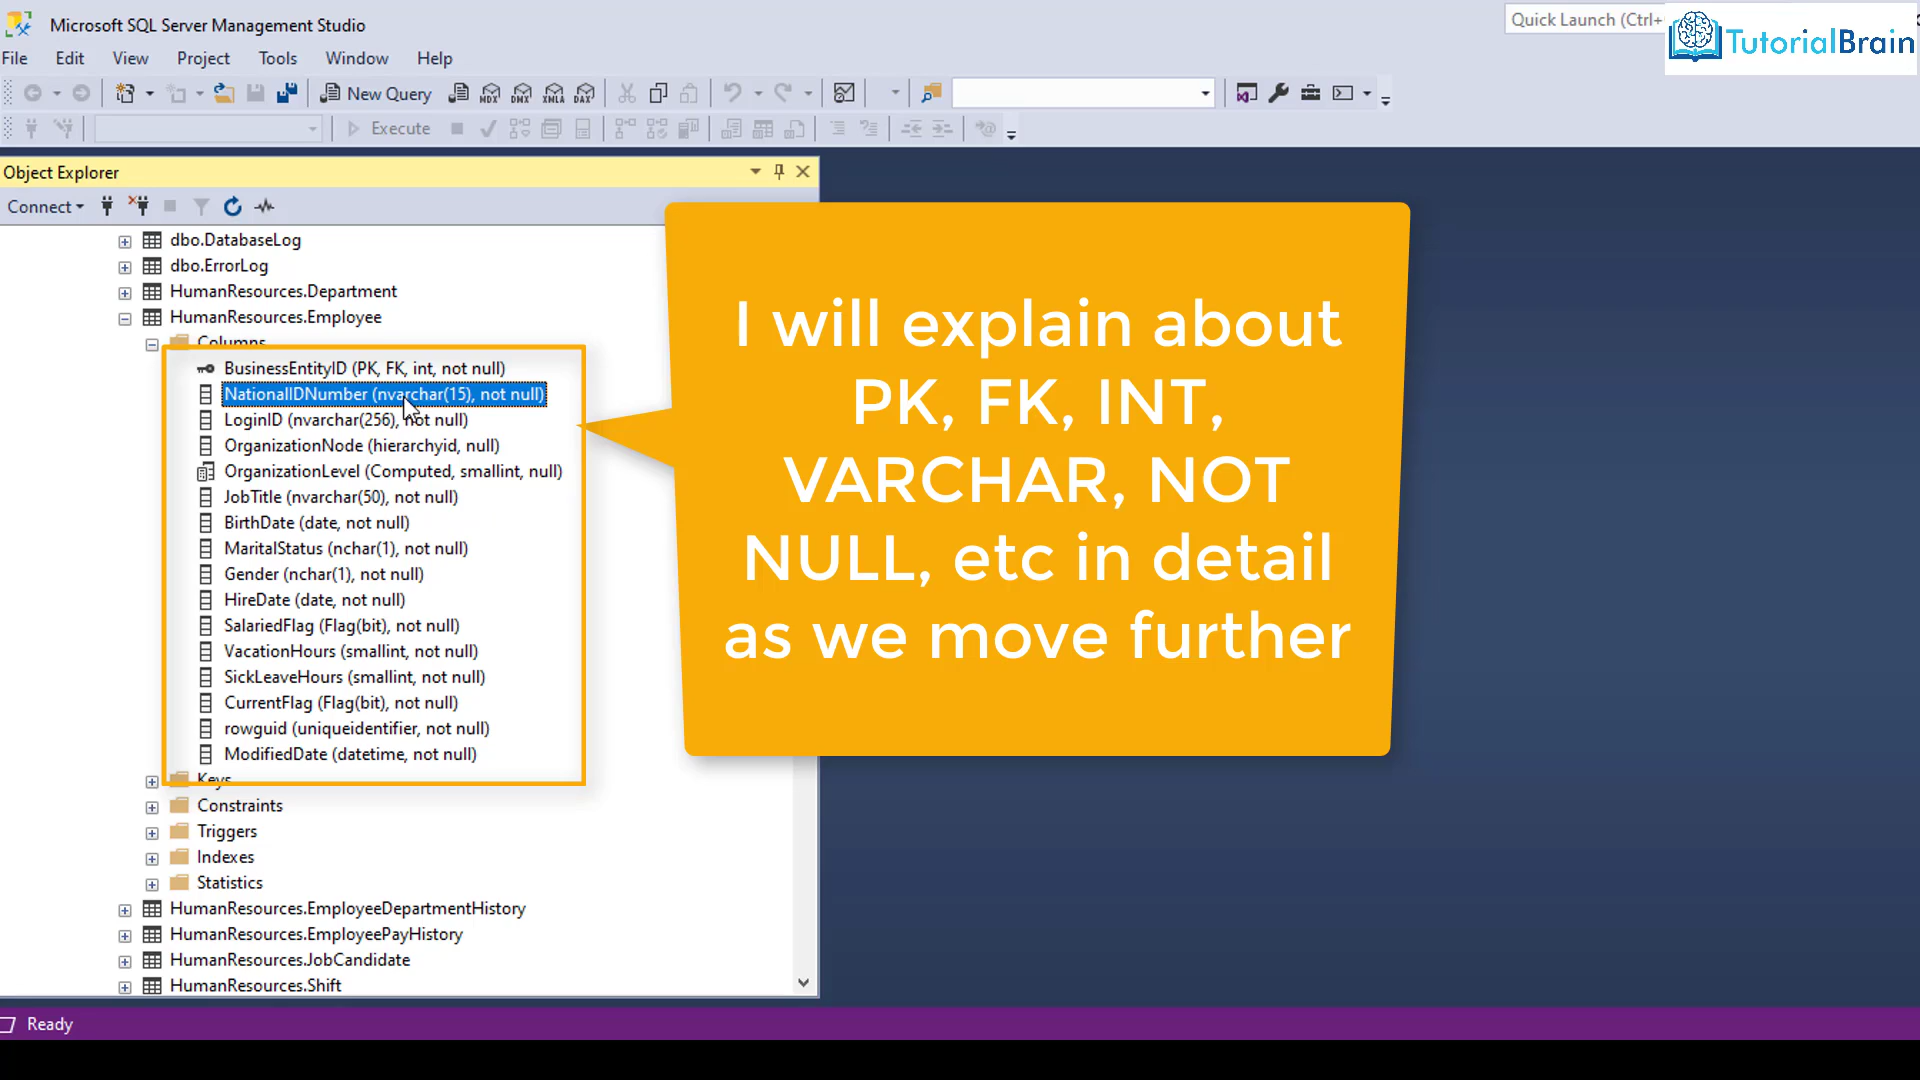 Microsoft SQL Server Management Studio
Quick Launch (Ctrl+
TutorialBrain
File Edit View Project Tools Window Help
New Query MDX DMX XMLA DAX
Execute
Object Explorer
Connect
dbo.DatabaseLog
dbo.ErrorLog
HumanResources.Department
HumanResources.Employee
Columns
BusinessEntityID (PK, FK, int, not null)
NationalIDNumber (nvarchar(15), not null)
LoginID (nvarchar(256), not null)
OrganizationNode (hierarchyid, null)
OrganizationLevel (Computed, smallint, null)
JobTitle (nvarchar(50), not null)
BirthDate (date, not null)
MaritalStatus (nchar(1), not null)
Gender (nchar(1), not null)
HireDate (date, not null)
SalariedFlag (Flag(bit), not null)
VacationHours (smallint, not null)
SickLeaveHours (smallint, not null)
CurrentFlag (Flag(bit), not null)
rowguid (uniqueidentifier, not null)
ModifiedDate (datetime, not null)
Keys
Constraints
Triggers
Indexes
Statistics
HumanResources.EmployeeDepartmentHistory
HumanResources.EmployeePayHistory
HumanResources.JobCandidate
HumanResources.Shift
I will explain about
PK, FK, INT,
VARCHAR, NOT
NULL, etc in detail
as we move further
Ready